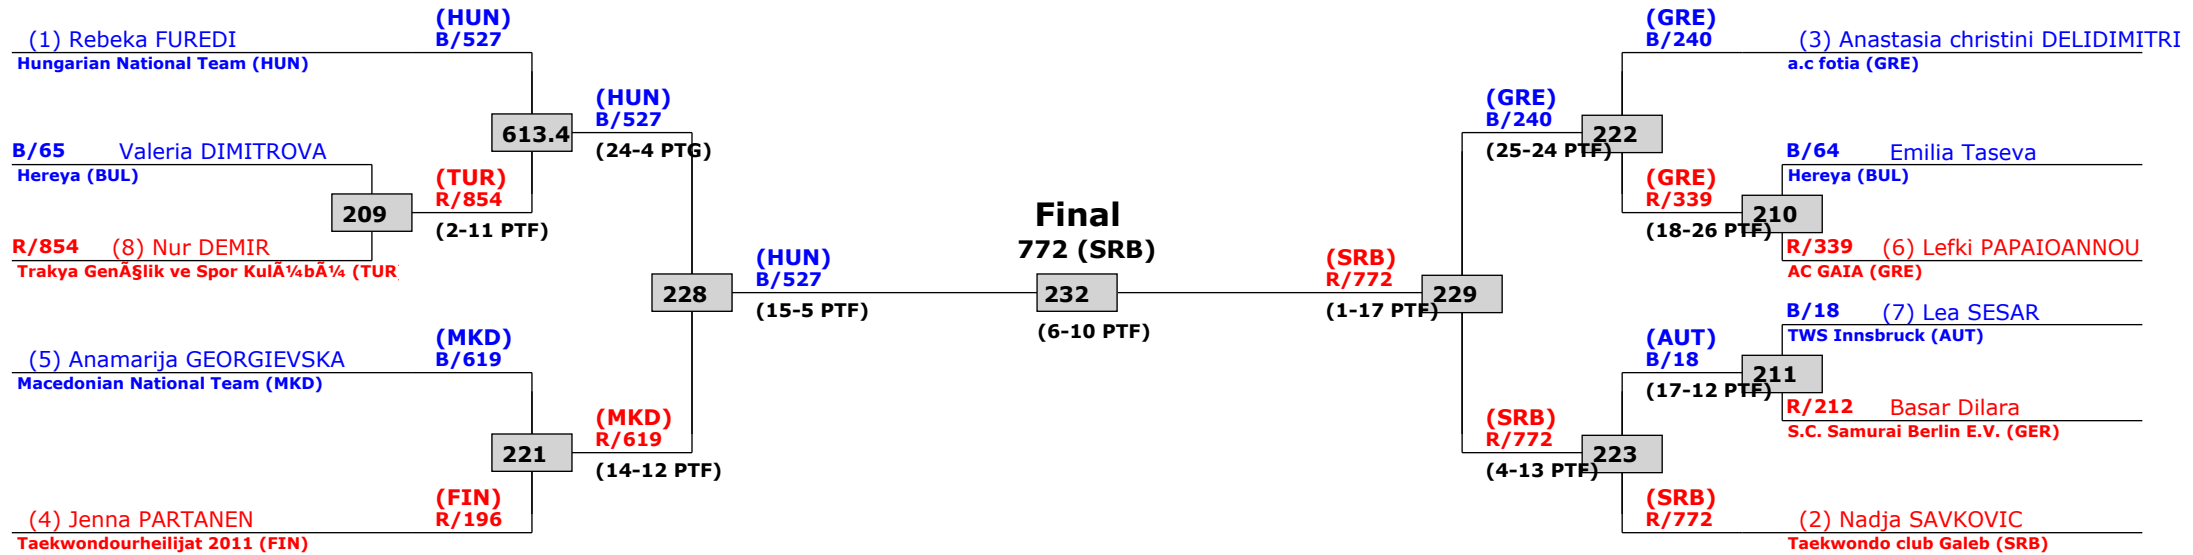 (HUN)
(1) Rebeka FUREDI
B/527
Hungarian National Team (HUN)
(HUN)
B/527
613.4
(24-4 PTG)
B/65 Valeria DIMITROVA
Hereya (BUL)
(TUR)
R/854
209
(2-11 PTF)
R/854 (8) Nur DEMIR
Trakya GenÃ§lik ve Spor KulÃ¼bÃ¼ (TUR)
(HUN)
B/527
228
(15-5 PTF)
(MKD)
(5) Anamarija GEORGIEVSKA
B/619
Macedonian National Team (MKD)
(MKD)
R/619
221
(14-12 PTF)
(FIN)
(4) Jenna PARTANEN
R/196
Taekwondourheilijat 2011 (FIN)
Final
772 (SRB)
232
(6-10 PTF)
(GRE)
B/240
(3) Anastasia christini DELIDIMITRI
a.c fotia (GRE)
(GRE)
B/240
222
(25-24 PTF)
B/64 Emilia Taseva
Hereya (BUL)
(GRE)
R/339
210
(18-26 PTF)
R/339 (6) Lefki PAPAIOANNOU
AC GAIA (GRE)
(SRB)
R/772
229
(1-17 PTF)
B/18 (7) Lea SESAR
TWS Innsbruck (AUT)
(AUT)
B/18
211
(17-12 PTF)
R/212 Basar Dilara
S.C. Samurai Berlin E.V. (GER)
(SRB)
R/772
223
(4-13 PTF)
(SRB)
R/772
(2) Nadja SAVKOVIC
Taekwondo club Galeb (SRB)